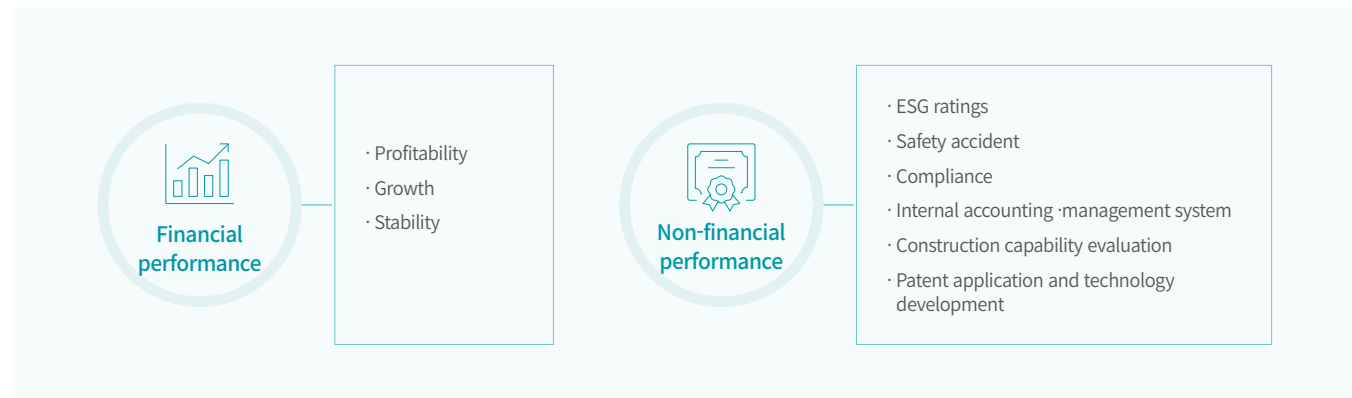 Financial
performance
· Profitability
· Growth
· Stability
Non-financial
performance
· ESG ratings
· Safety accident
· Compliance
· Internal accounting ·management system
· Construction capability evaluation
· Patent application and technology
development